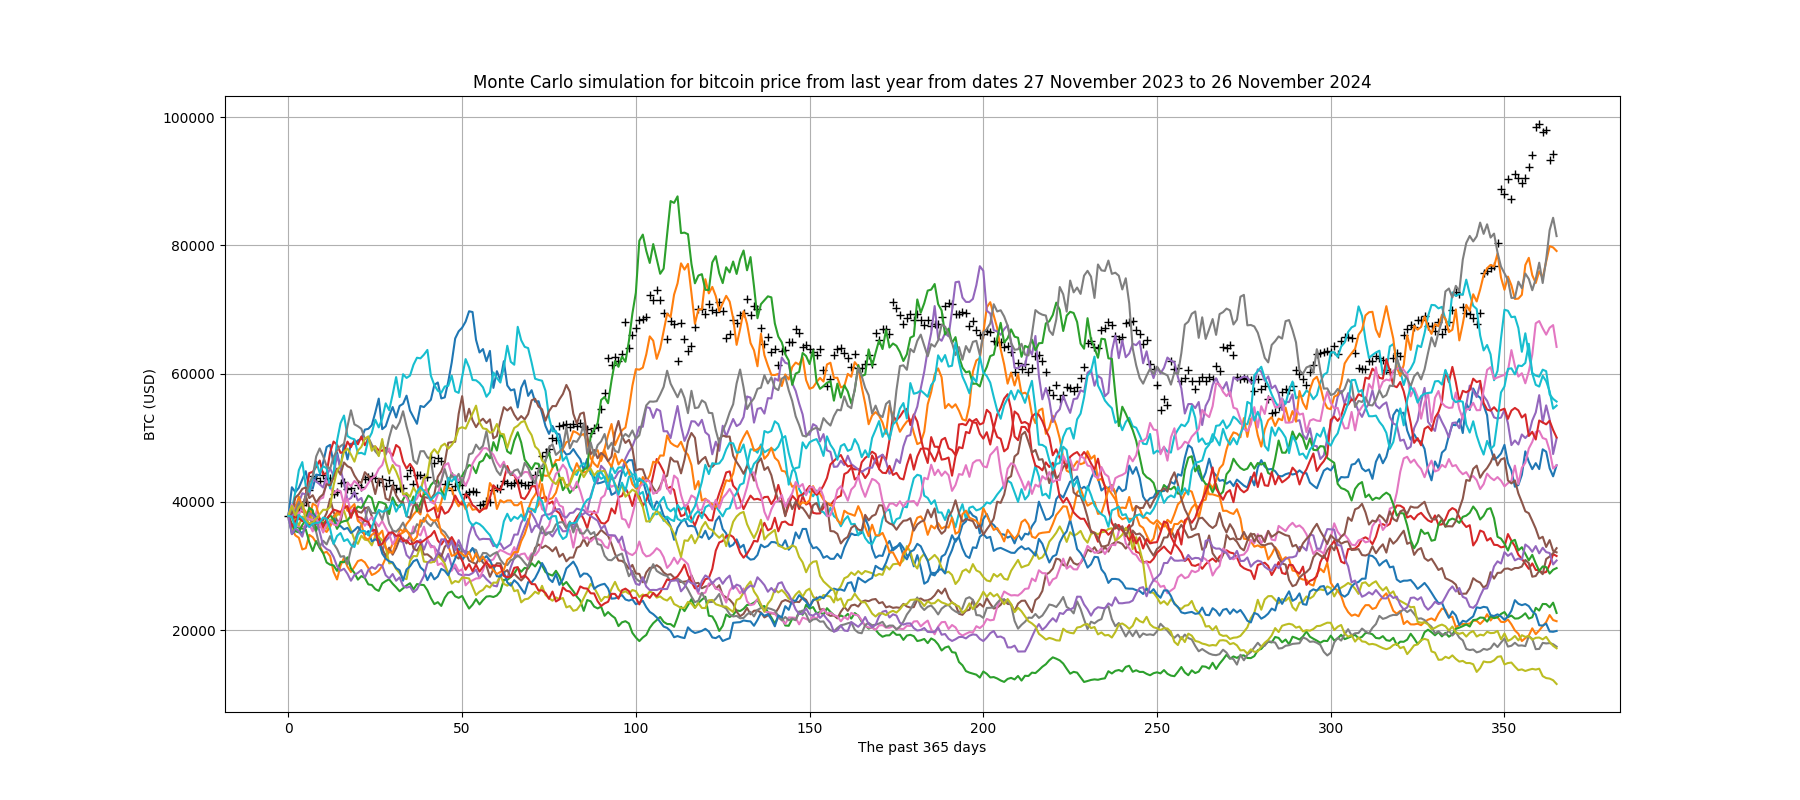 Monte Carlo simulation for bitcoin price from last year from dates 27 November 2023 to 26 November 2024
100000
80000
60000
40000
20000
BTC (USD)
0 50 100 150 200 250 300 350
The past 365 days